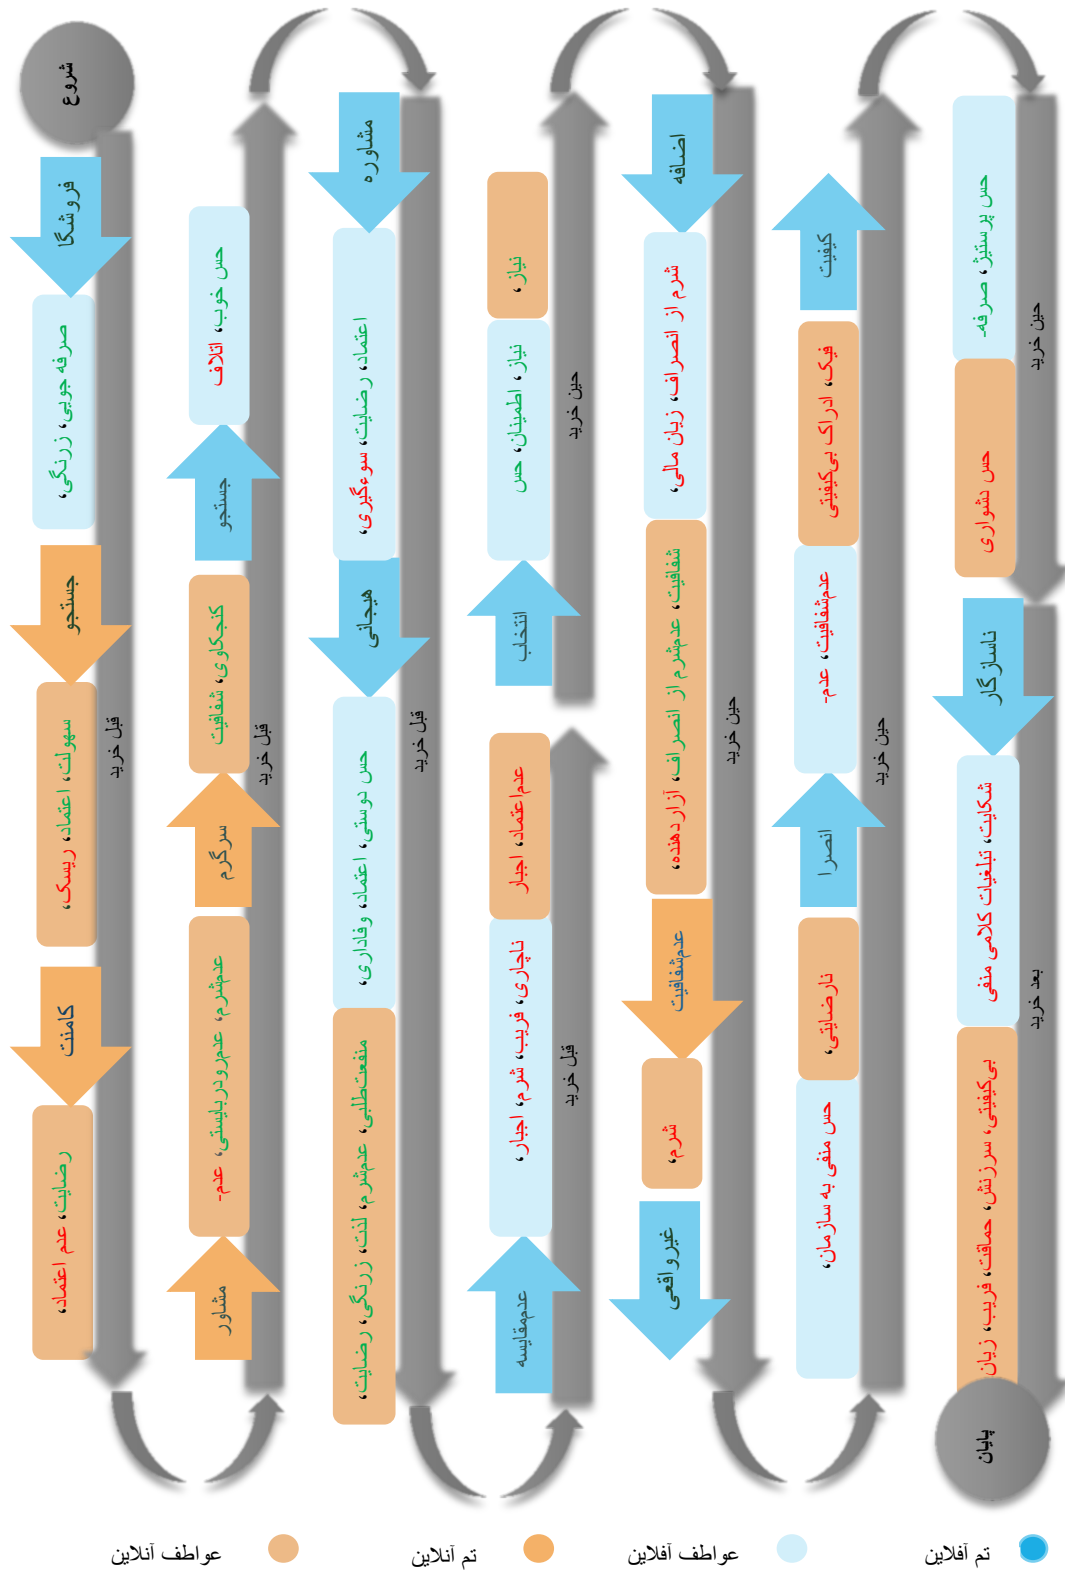 شروع
فروشگا
صرفه جویی، زرنگی،
جستجو
سهولت، اعتماد، ریسک،
کامنت
رضایت، عدم اعتماد،
قبل خرید
مشاور
عدم‌شرم، عدم‌رودربایستی، عدم-
سرگرم
کنجکاوی، شفافیت
جستجو
حس خوب، اتلاف
قبل خرید
مشاوره
اعتماد، رضایت، سوءگیری،
هیجانی
حس دوستی، اعتماد، وفاداری،
منفعت‌طلبی، عدم‌شرم، لذت، زرنگی، رضایت،
قبل خرید
عدم‌مقایسه
ناچاری، فریب، شرم، اجبار،
عدم‌اعتماد، اجبار
قبل خرید
انتخاب
نیاز، اطمینان، حس
نیاز،
حین خرید
اضافه
شرم از انصراف، زیان مالی،
شفافیت، عدم‌شرم از انصراف، آزاردهنده،
عدم‌شفافیت
شرم،
غیرواقعی
حین خرید
حس منفی به سازمان،
نارضایتی،
انصرا
عدم‌شفافیت، عدم-
فیک، ادراک بی‌کیفیتی
کیفیت
حین خرید
حس پرستیژ، صرفه-
حس دشواری
حین خرید
ناسازگار
شکایت، تبلغیات کلامی منفی
بی‌کیفیتی، سرزنش، حماقت، فریب، زیان
بعد خرید
پایان
تم آفلاین
عواطف آفلاین
تم آنلاین
عواطف آنلاین